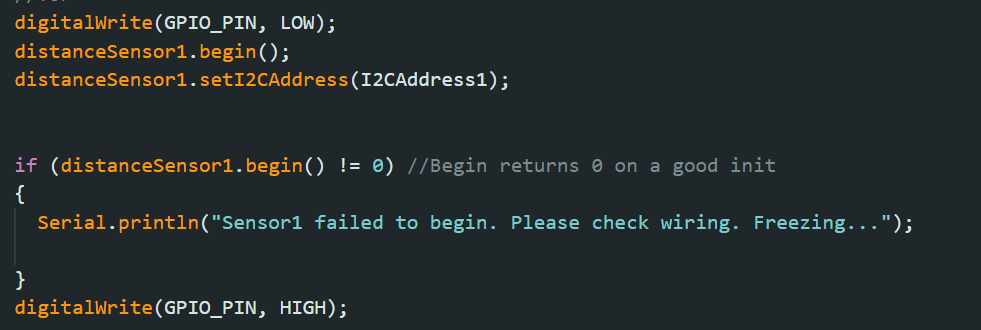 digitalWrite(GPIO_PIN, LOW);
distanceSensor1.begin();
distanceSensor1.setI2CAddress(I2CAddress1);
if (distanceSensor1.begin() != 0) //Begin returns 0 on a good init
{
Serial.println("Sensor1 failed to begin. Please check wiring. Freezing...");
}
digitalWrite(GPIO_PIN, HIGH);